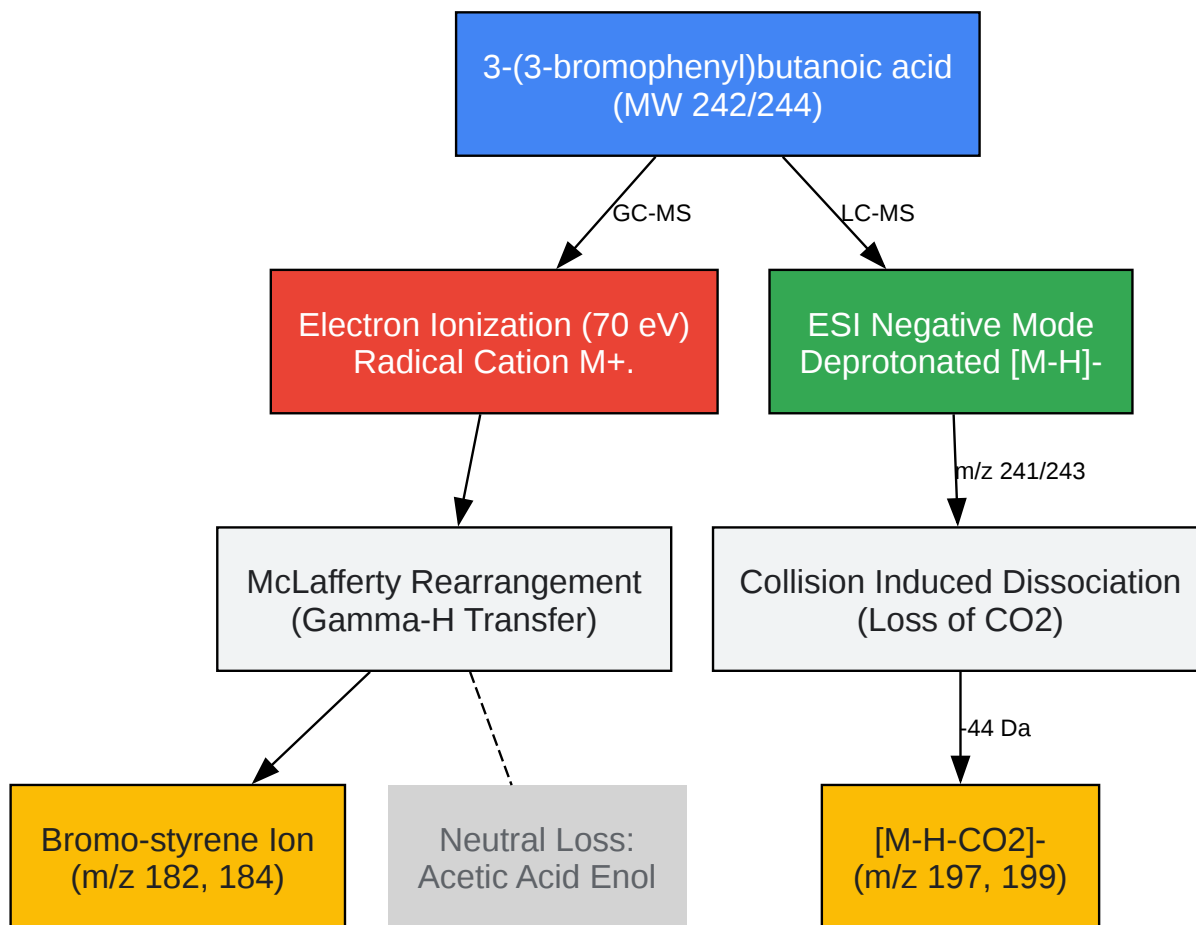 3-(3-bromophenyl)butanoic acid
(MW 242/244)
GC-MS
LC-MS
Electron Ionization (70 eV)
Radical Cation M+.
ESI Negative Mode
Deprotonated [M-H]-
m/z 241/243
McLafferty Rearrangement
(Gamma-H Transfer)
Collision Induced Dissociation
(Loss of CO2)
-44 Da
Bromo-styrene Ion
(m/z 182, 184)
Neutral Loss:
Acetic Acid Enol
[M-H-CO2]-
(m/z 197, 199)